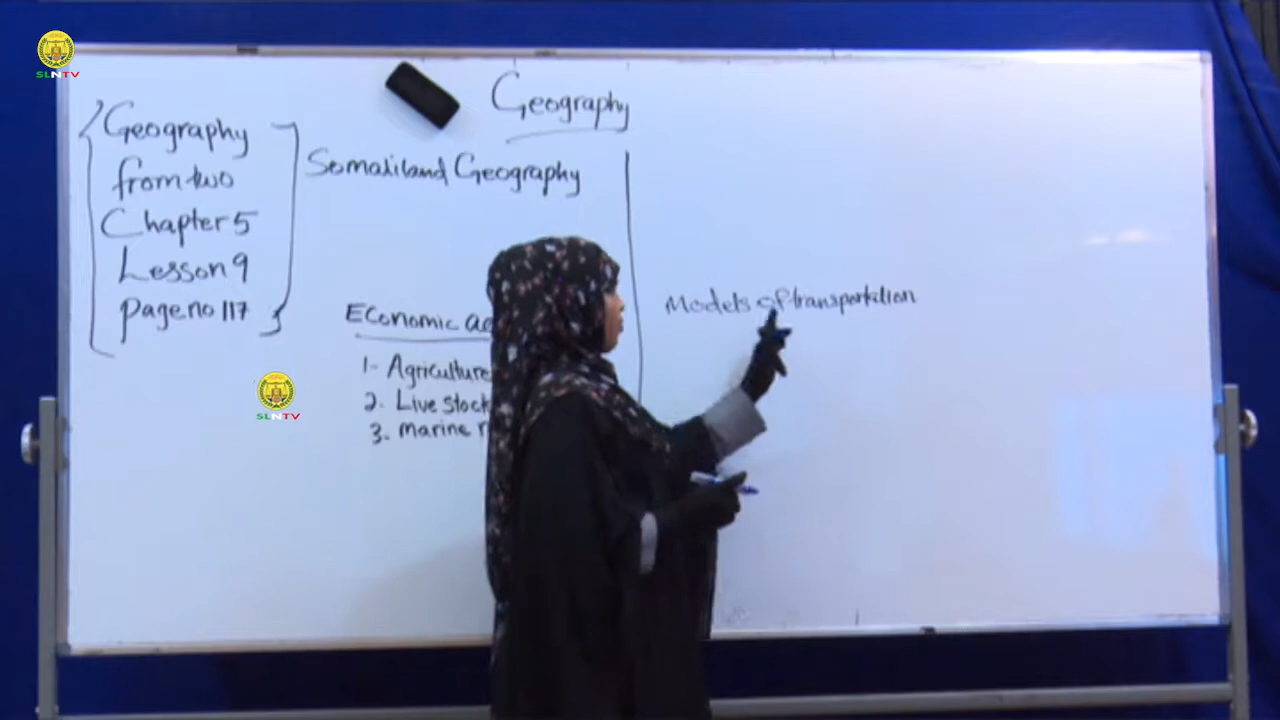 SLNTV
Geography
Geography
from two
Chapter 5
Lesson 9
Page no 117
Somaliland Geography
Economic
1- Agriculture
2. Live stock
3. Marine
Models of transportation
SLNTV